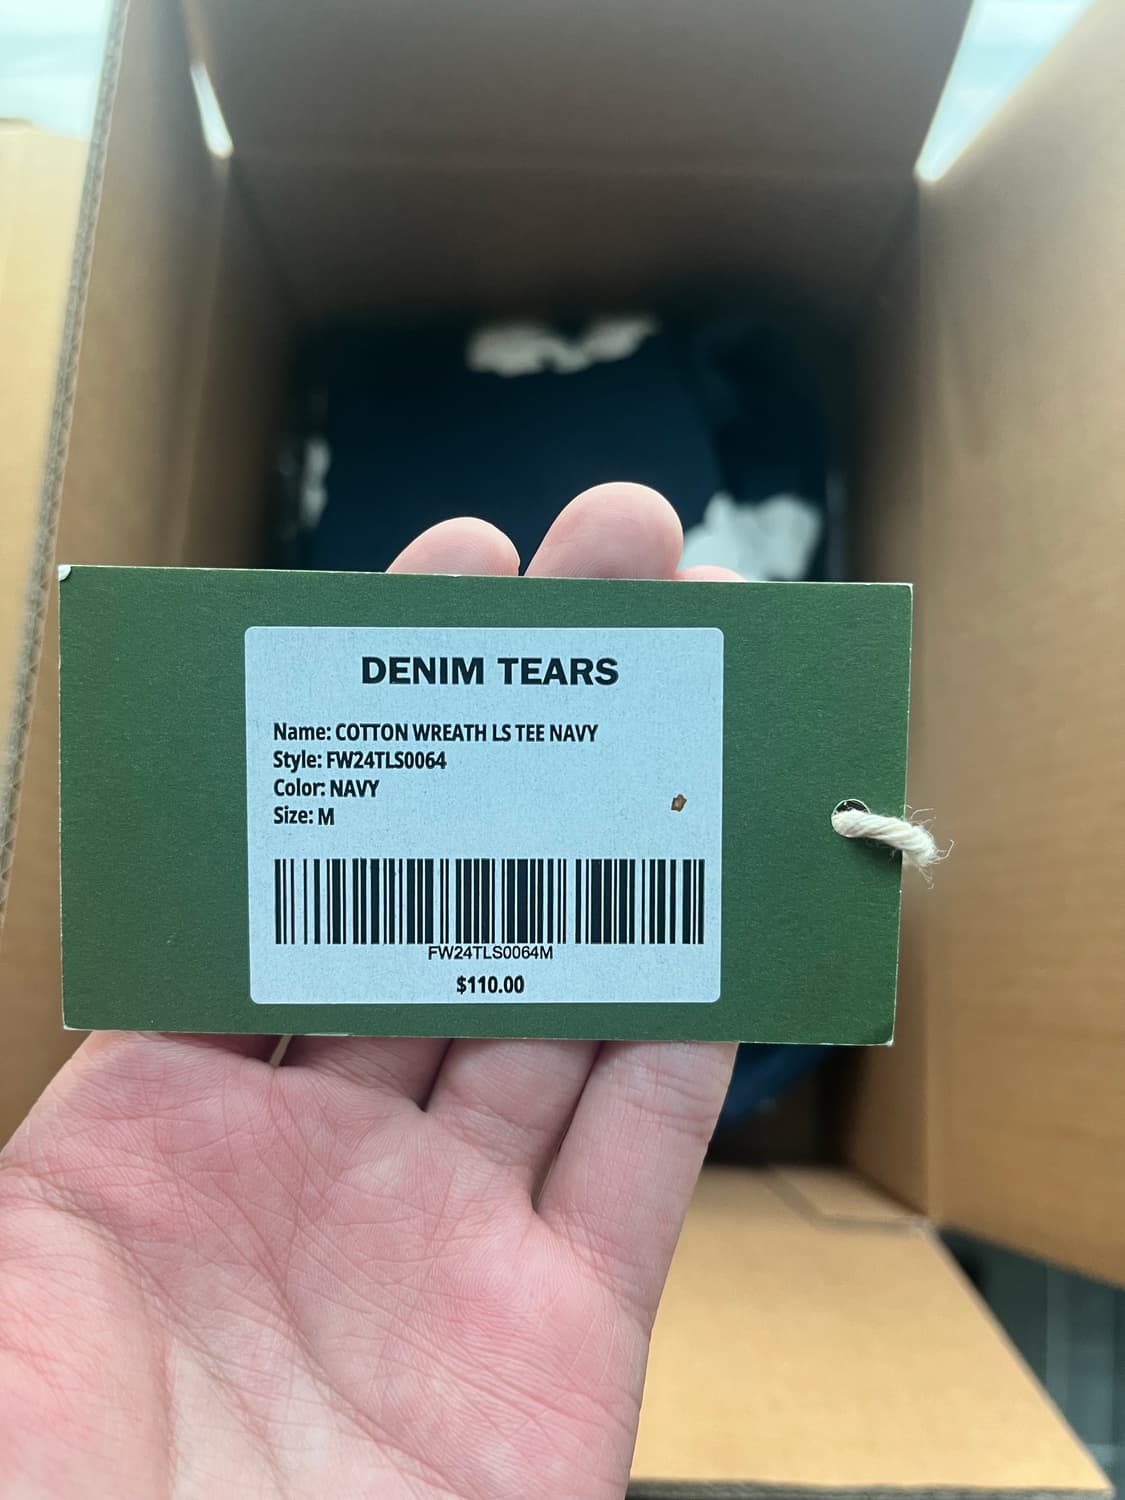 DENIM TEARS
Name: COTTON WREATH LS TEE NAVY
Style: FW24TLS0064
Color: NAVY
Size: M
FW24TLS0064M
$110.00